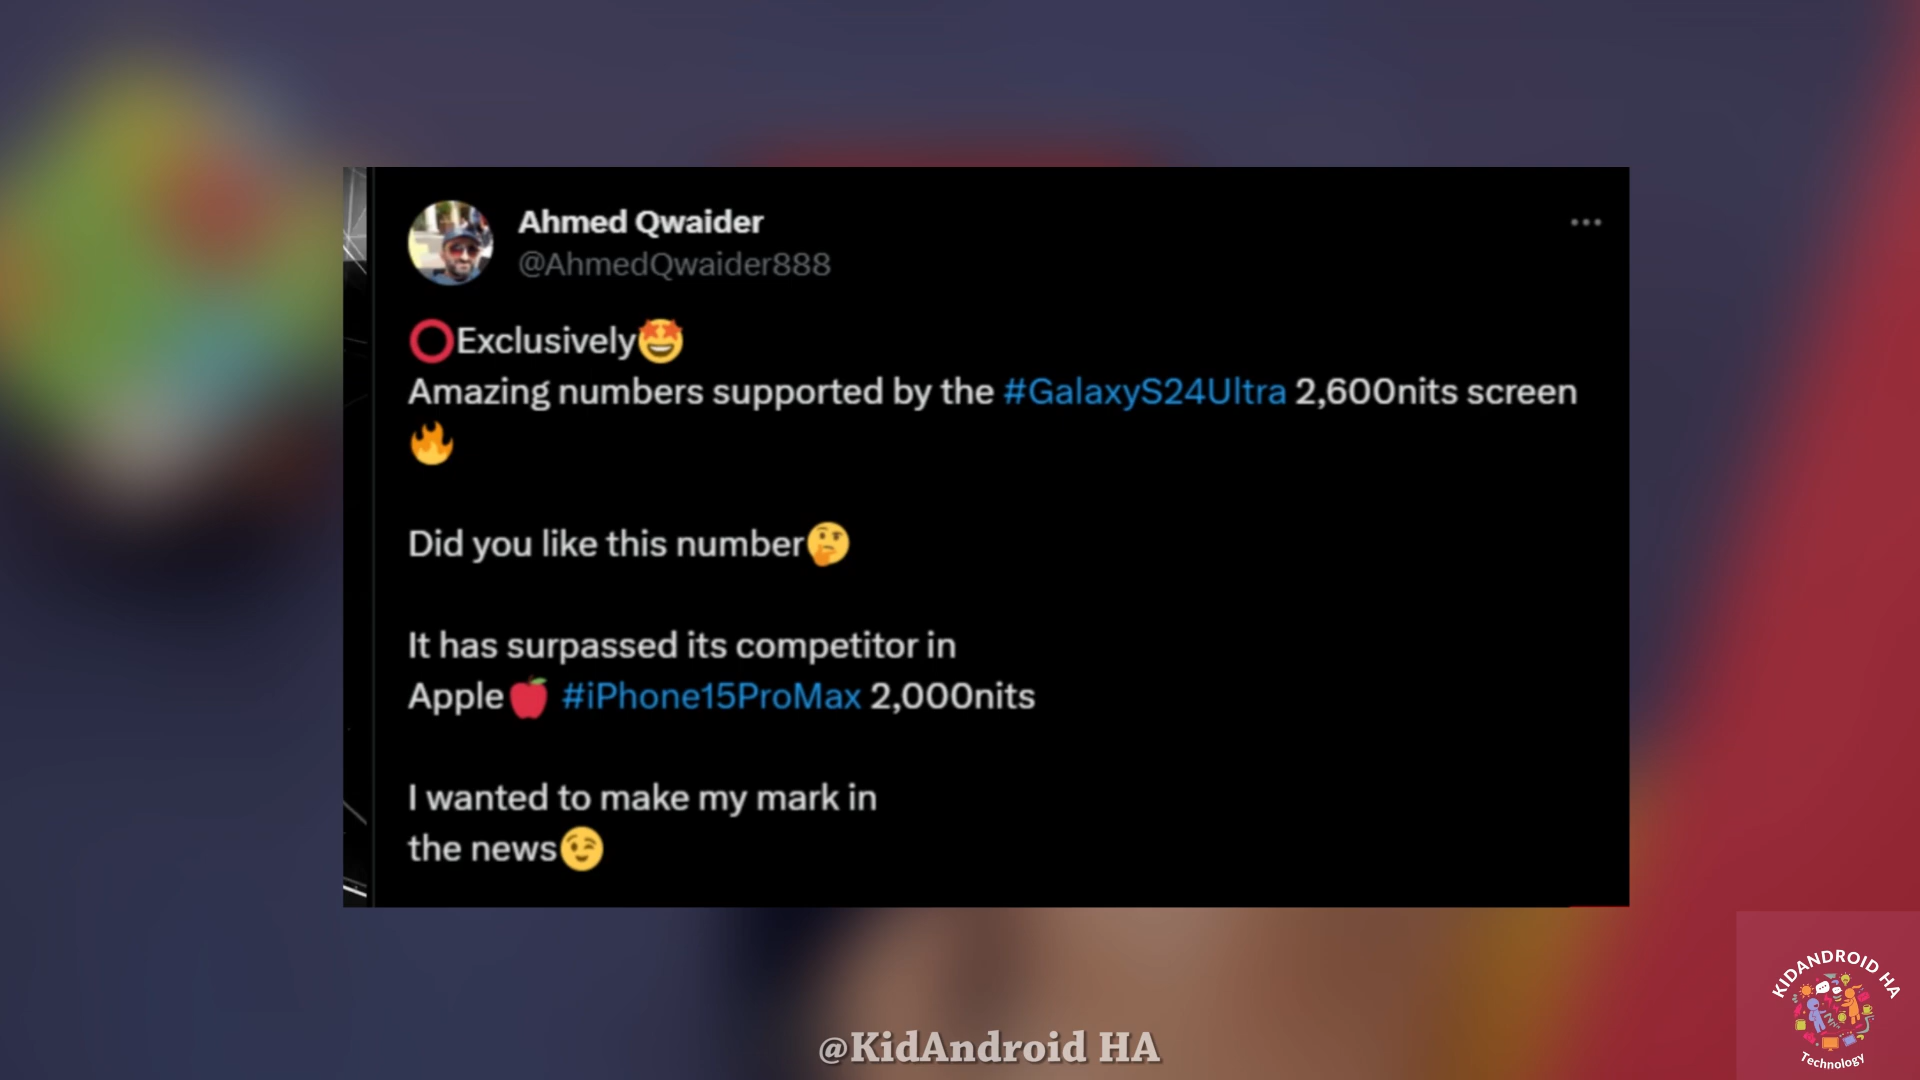 Ahmed Qwaider
@AhmedQwaider888
⭕Exclusively🤩
Amazing numbers supported by the #GalaxyS24Ultra 2,600nits screen
🔥
Did you like this number🤔
It has surpassed its competitor in
Apple🍎 #iPhone15ProMax 2,000nits
I wanted to make my mark in
the news😉
KIDANDROID HA
Technology
@KidAndroid HA